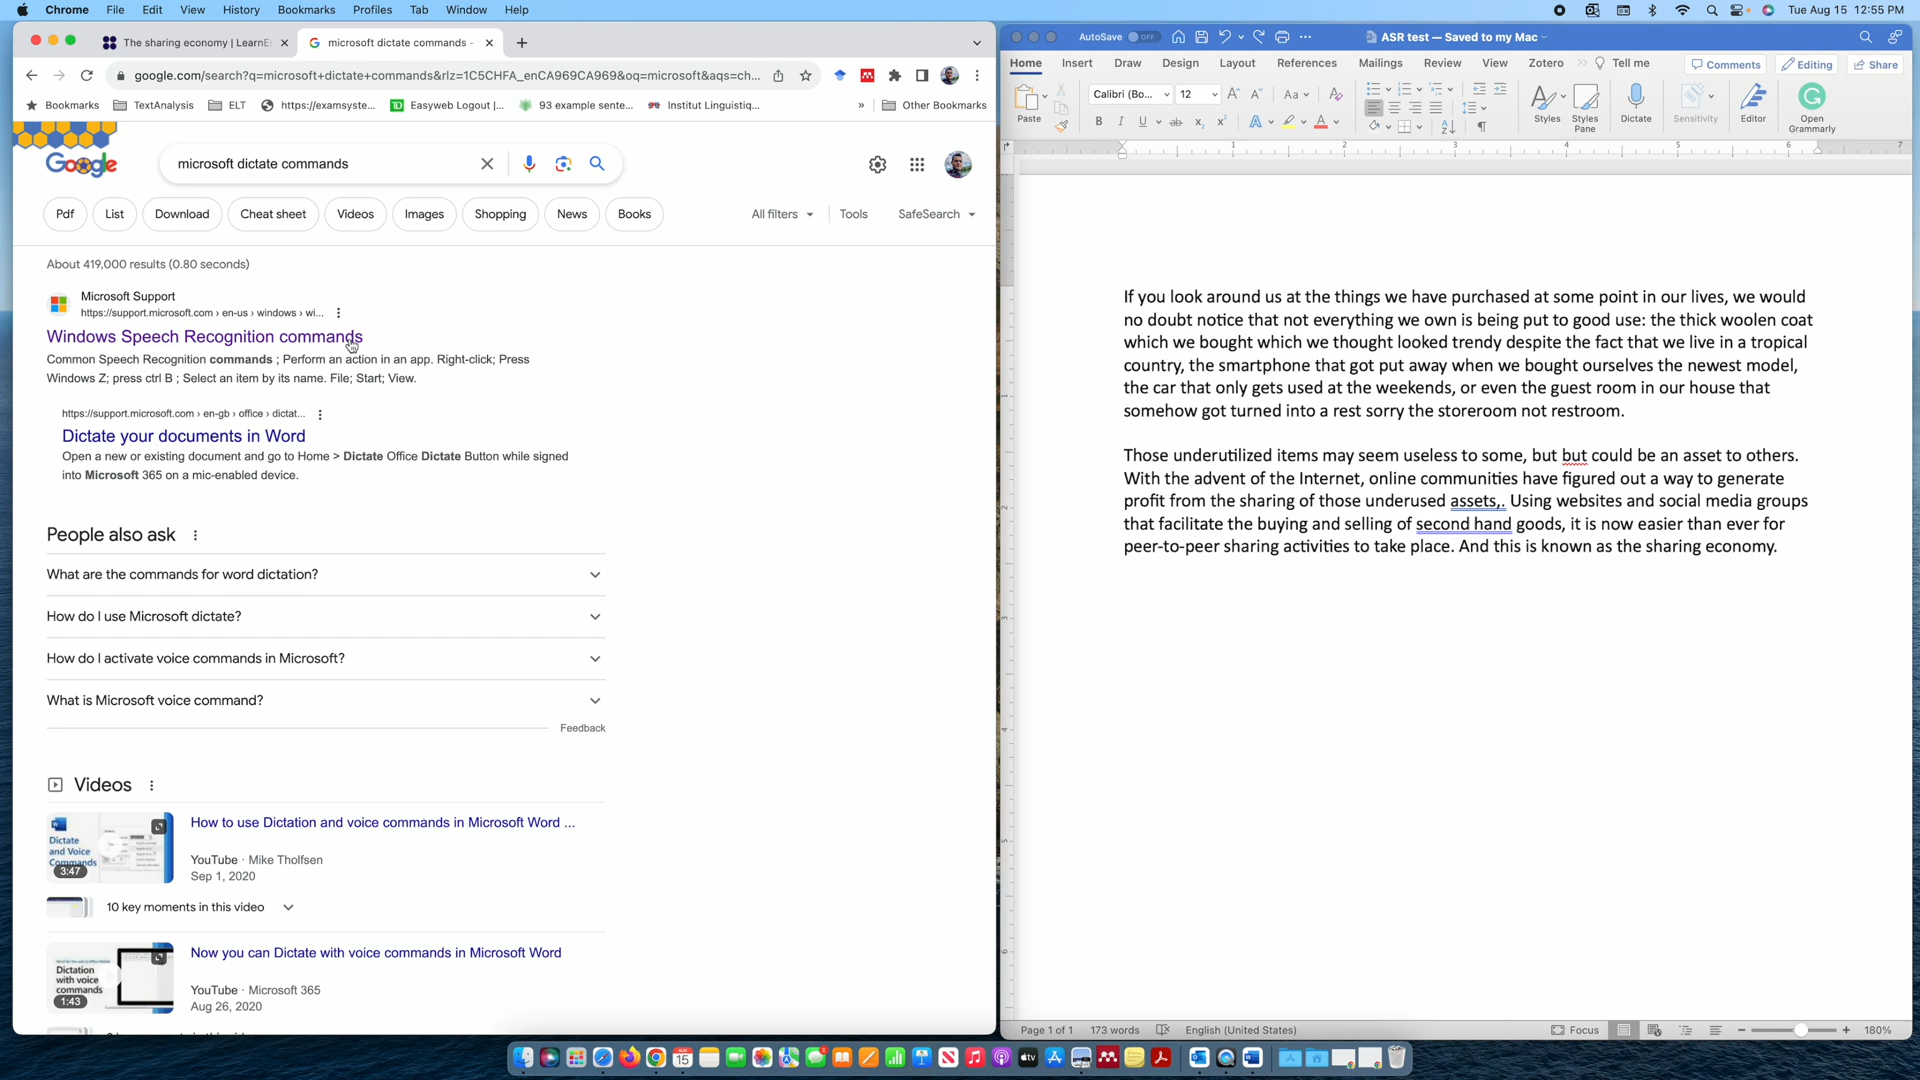 Chrome File Edit View History Bookmarks Profiles Tab Window Help
Tue Aug 15 12:55 PM
The sharing economy | LearnE
microsoft dictate commands -
google.com/search?q=microsoft+dictate+commands&rlz=1C5CHFA_enCA969CA969&oq=microsoft&aqs=ch...
Bookmarks TextAnalysis ELT https://examsyste... Easyweb Logout |... 93 example sente... Institut Linguistiq... » Other Bookmarks
Google
microsoft dictate commands
Pdf List Download Cheat sheet Videos Images Shopping News Books All filters Tools SafeSearch
About 419,000 results (0.80 seconds)
Microsoft Support
https://support.microsoft.com › en-us › windows › wi...
Windows Speech Recognition commands
Common Speech Recognition commands ; Perform an action in an app. Right-click; Press
Windows Z; press ctrl B ; Select an item by its name. File; Start; View.
https://support.microsoft.com › en-gb › office › dictat...
Dictate your documents in Word
Open a new or existing document and go to Home > Dictate Office Dictate Button while signed
into Microsoft 365 on a mic-enabled device.
People also ask
What are the commands for word dictation?
How do I use Microsoft dictate?
How do I activate voice commands in Microsoft?
What is Microsoft voice command?
Feedback
Videos
Dictate
and Voice
Commands
3:47
How to use Dictation and voice commands in Microsoft Word ...
YouTube · Mike Tholfsen
Sep 1, 2020
10 key moments in this video
Dictation
with voice
commands
1:43
Now you can Dictate with voice commands in Microsoft Word
YouTube · Microsoft 365
Aug 26, 2020
AutoSave OFF
ASR test — Saved to my Mac
Home Insert Draw Design Layout References Mailings Review View Zotero » Tell me Comments Editing Share
Paste
Calibri (Bo... 12
Styles
Styles
Pane
Dictate
Sensitivity
Editor
Open
Grammarly
1 2 3 4 5 6 7
If you look around us at the things we have purchased at some point in our lives, we would
no doubt notice that not everything we own is being put to good use: the thick woolen coat
which we bought which we thought looked trendy despite the fact that we live in a tropical
country, the smartphone that got put away when we bought ourselves the newest model,
the car that only gets used at the weekends, or even the guest room in our house that
somehow got turned into a rest sorry the storeroom not restroom.
Those underutilized items may seem useless to some, but but could be an asset to others.
With the advent of the Internet, online communities have figured out a way to generate
profit from the sharing of those underused assets,. Using websites and social media groups
that facilitate the buying and selling of second hand goods, it is now easier than ever for
peer-to-peer sharing activities to take place. And this is known as the sharing economy.
Page 1 of 1 173 words English (United States) Focus 180%